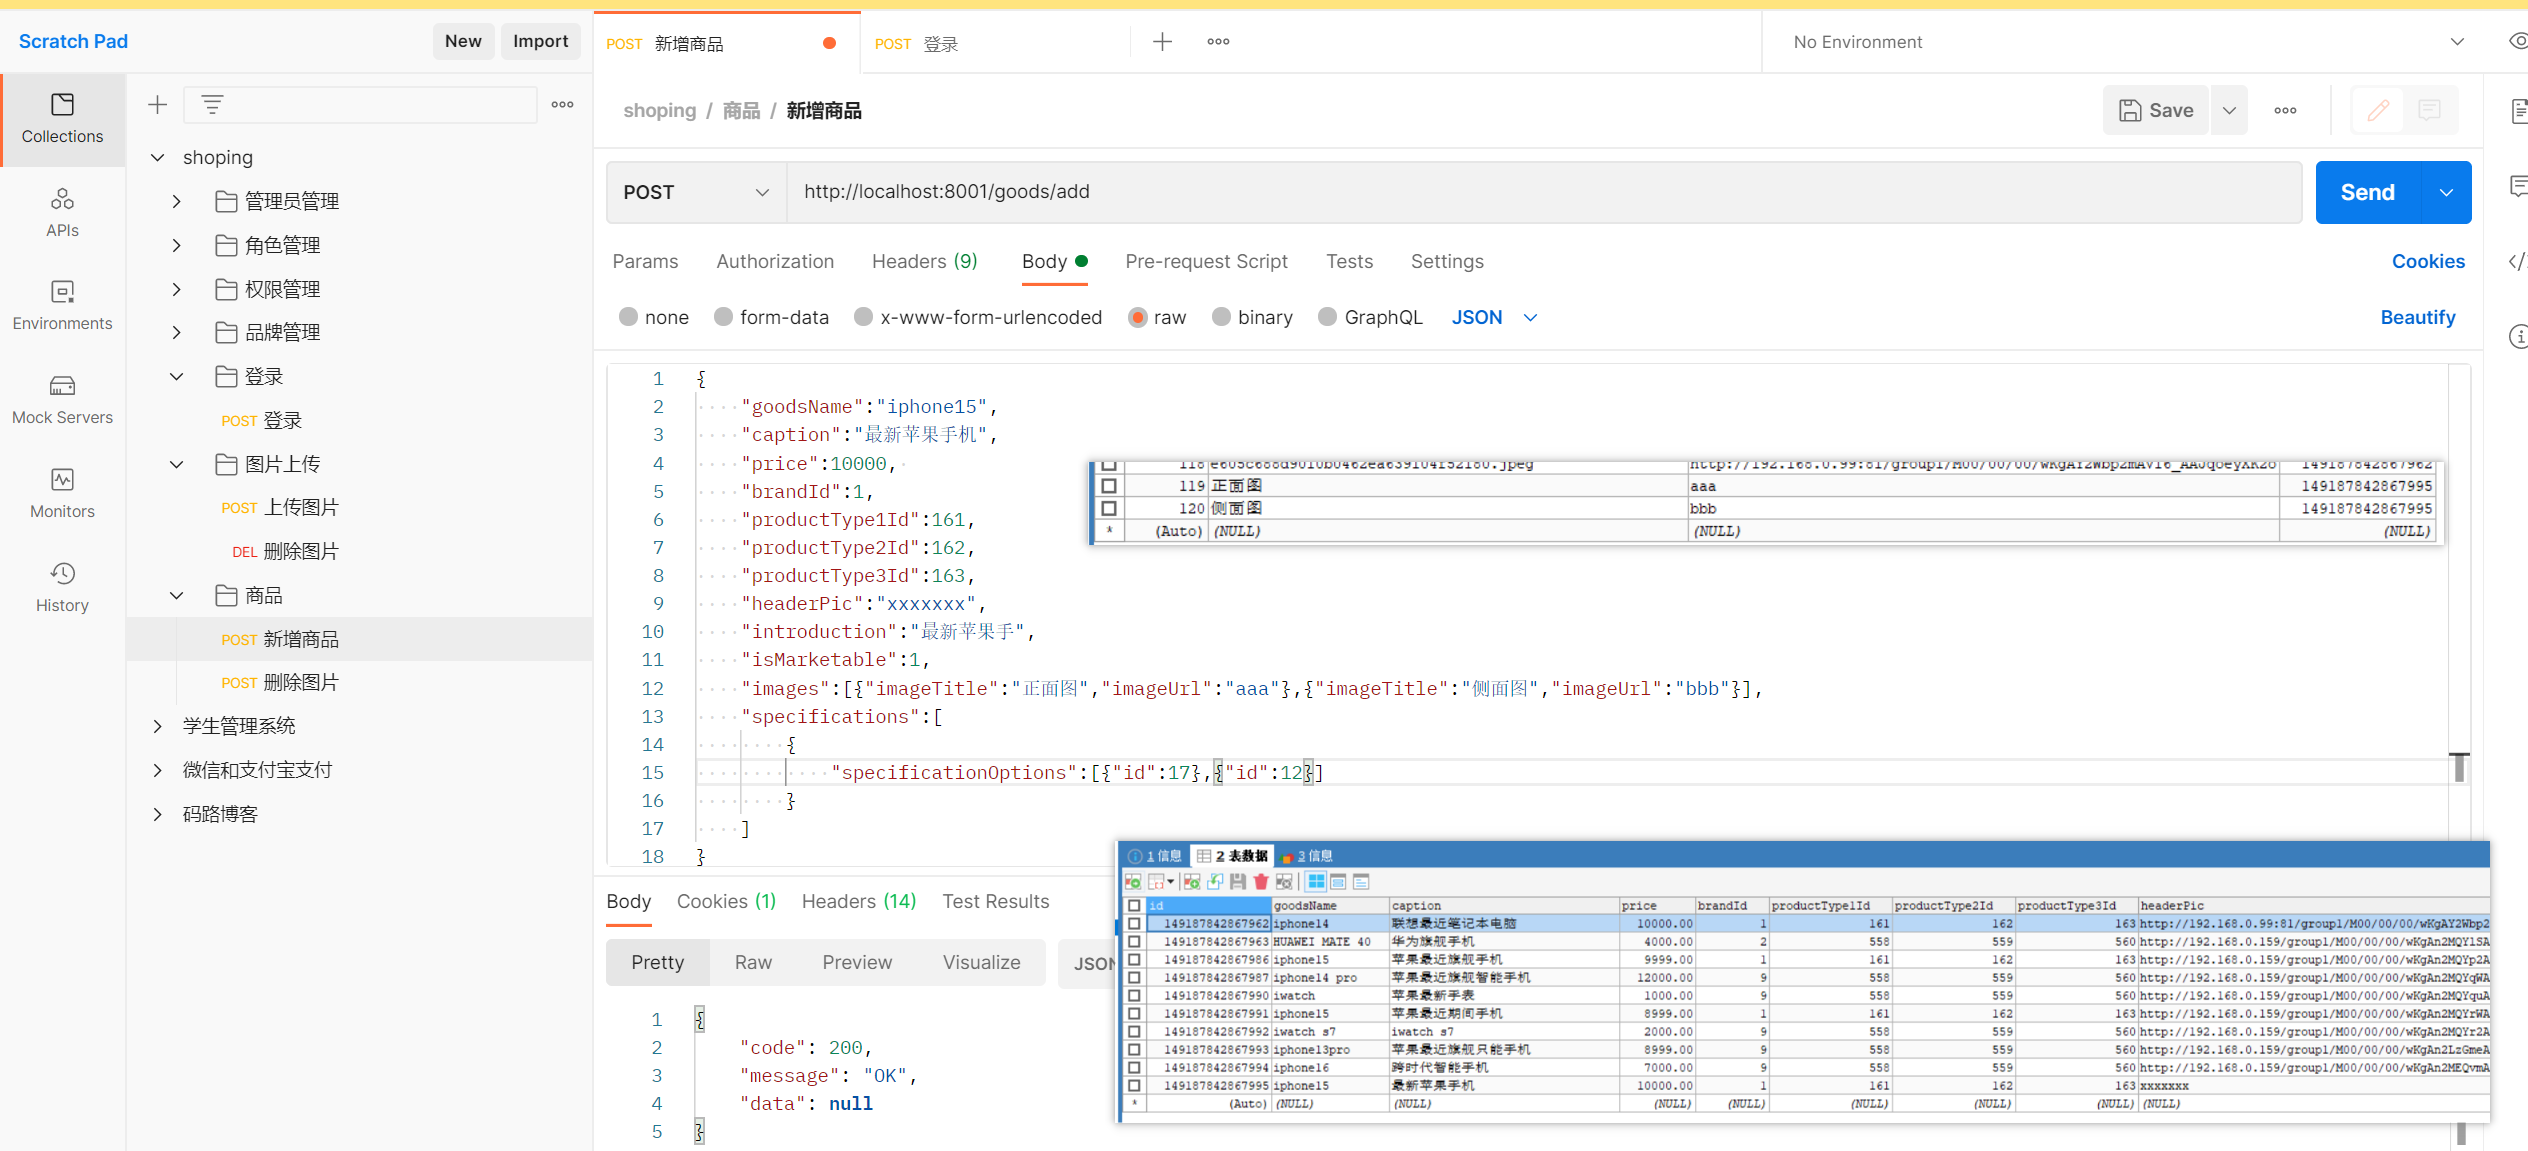 Scratch Pad
New
Import
POST 新增商品
POST 登录
No Environment
Collections
APIs
Environments
Mock Servers
Monitors
History
shoping
管理员管理
角色管理
权限管理
品牌管理
登录
POST 登录
图片上传
POST 上传图片
DEL 删除图片
商品
POST 新增商品
POST 删除图片
学生管理系统
微信和支付宝支付
码路博客
shoping / 商品 / 新增商品
Save
POST
http://localhost:8001/goods/add
Send
Params Authorization Headers (9) Body Pre-request Script Tests Settings Cookies
none form-data x-www-form-urlencoded raw binary GraphQL JSON Beautify
1 {
2 "goodsName":"iphone15",
3 "caption":"最新苹果手机",
4 "price":10000,
5 "brandId":1,
6 "productType1Id":161,
7 "productType2Id":162,
8 "productType3Id":163,
9 "headerPic":"xxxxxxx",
10 "introduction":"最新苹果手",
11 "isMarketable":1,
12 "images":[{"imageTitle":"正面图","imageUrl":"aaa"},{"imageTitle":"侧面图","imageUrl":"bbb"}],
13 "specifications":[
14 {
15 "specificationOptions":[{"id":17},{"id":12}]
16 }
17 ]
18 }
119 正面图 aaa 149187842867995
120 侧面图 bbb 149187842867995
* (Auto) (NULL) (NULL) (NULL)
Body Cookies (1) Headers (14) Test Results
Pretty Raw Preview Visualize JSON
1 {
2 "code": 200,
3 "message": "OK",
4 "data": null
5 }
1 信息 2 表数据 3 信息
id goodsName caption price brandId productType1Id productType2Id productType3Id headerPic
149187842867962 iphone14 联想最近笔记本电脑 10000.00 1 161 162 163 http://192.168.0.99:81/group1/M00/00/00/wKgAY2Wbp2
149187842867963 HUAWEI MATE 40 华为旗舰手机 4000.00 2 558 559 560 http://192.168.0.159/group1/M00/00/00/wKgAn2MQYlSA
149187842867986 iphone15 苹果最近旗舰手机 9999.00 1 161 162 163 http://192.168.0.159/group1/M00/00/00/wKgAn2MQYp2A
149187842867987 iphone14 pro 苹果最近旗舰智能手机 12000.00 9 558 559 560 http://192.168.0.159/group1/M00/00/00/wKgAn2MQYqWA
149187842867990 iwatch 苹果最新手表 1000.00 9 558 559 560 http://192.168.0.159/group1/M00/00/00/wKgAn2MQYquA
149187842867991 iphone15 苹果最近期间手机 8999.00 1 161 162 163 http://192.168.0.159/group1/M00/00/00/wKgAn2MQYrWA
149187842867992 iwatch s7 iwatch s7 2000.00 9 558 559 560 http://192.168.0.159/group1/M00/00/00/wKgAn2MQYr2A
149187842867993 iphone13pro 苹果最近旗舰只能手机 8999.00 9 558 559 560 http://192.168.0.159/group1/M00/00/00/wKgAn2LzGmeA
149187842867994 iphone16 跨时代智能手机 7000.00 9 558 559 560 http://192.168.0.159/group1/M00/00/00/wKgAn2MEQvmA
149187842867995 iphone15 最新苹果手机 10000.00 1 161 162 163 xxxxxxx
* (Auto) (NULL) (NULL) (NULL) (NULL) (NULL) (NULL) (NULL) (NULL)